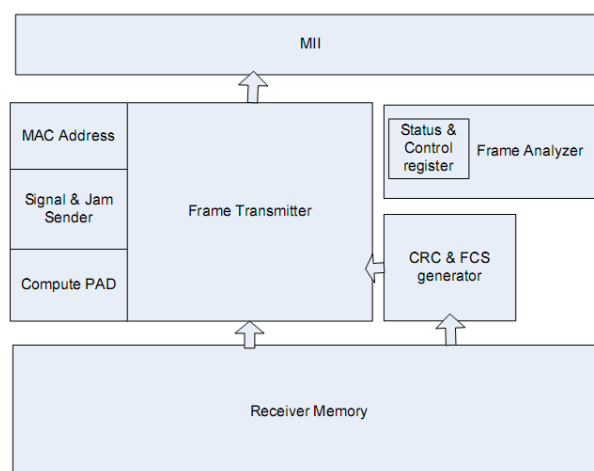 MII
MAC Address
Signal & Jam
Sender
Compute PAD
Frame Transmitter
Status &
Control
register
Frame Analyzer
CRC & FCS
generator
Receiver Memory